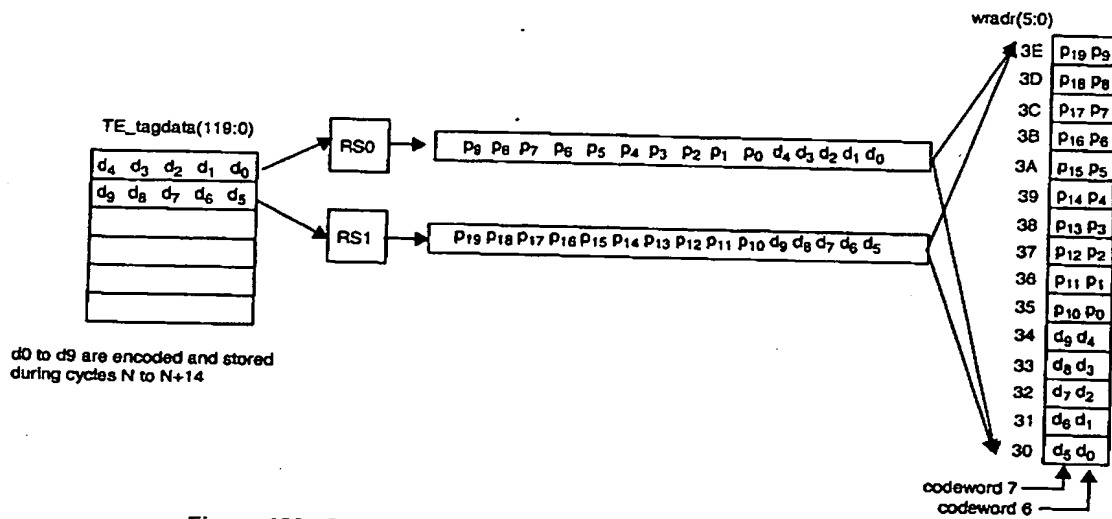 wradr(5:0)
3E p19 p9
3D p18 p8
3C p17 p7
3B p16 p6
3A p15 p5
39 p14 p4
38 p13 p3
37 p12 p2
36 p11 p1
35 p10 p0
34 d9 d4
33 d8 d3
32 d7 d2
31 d6 d1
30 d5 d0
codeword 7
codeword 6
TE_tagdata(119:0)
d4 d3 d2 d1 d0
d9 d8 d7 d6 d5
RS0
p9 p8 p7 p6 p5 p4 p3 p2 p1 p0 d4 d3 d2 d1 d0
RS1
p19 p18 p17 p16 p15 p14 p13 p12 p11 p10 d9 d8 d7 d6 d5
d0 to d9 are encoded and stored
during cycles N to N+14